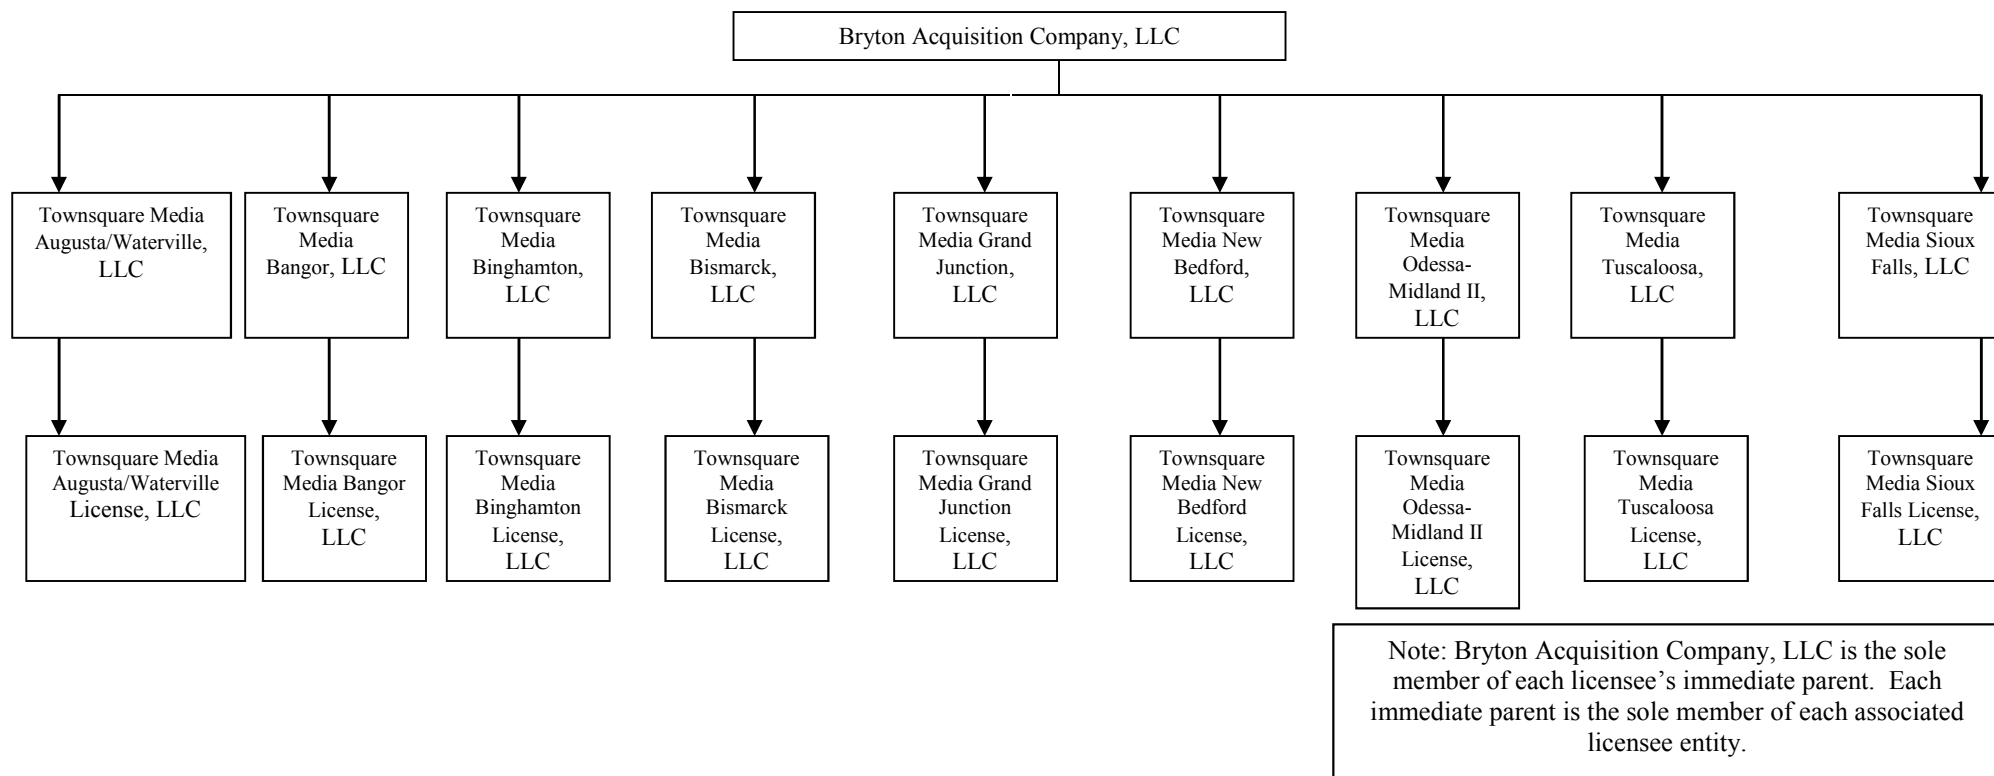 Bryton Acquisition Company, LLC
Townsquare Media
Augusta/Waterville,
LLC
Townsquare
Media
Bangor, LLC
Townsquare
Media
Binghamton,
LLC
Townsquare
Media
Bismarck,
LLC
Townsquare
Media Grand
Junction,
LLC
Townsquare
Media New
Bedford, LLC
Townsquare
Media
Odessa-
Midland II,
LLC
Townsquare
Media
Tuscaloosa,
LLC
Townsquare
Media Sioux
Falls, LLC
Townsquare Media
Augusta/Waterville
License, LLC
Townsquare
Media Bangor
License,
LLC
Townsquare
Media
Binghamton
License,
LLC
Townsquare
Media
Bismarck
License,
LLC
Townsquare
Media Grand
Junction
License,
LLC
Townsquare
Media New
Bedford
License,
LLC
Townsquare
Media
Odessa-
Midland II
License,
LLC
Townsquare
Media
Tuscaloosa
License,
LLC
Townsquare
Media Sioux
Falls License,
LLC
Note: Bryton Acquisition Company, LLC is the sole
member of each licensee’s immediate parent. Each
immediate parent is the sole member of each associated
licensee entity.